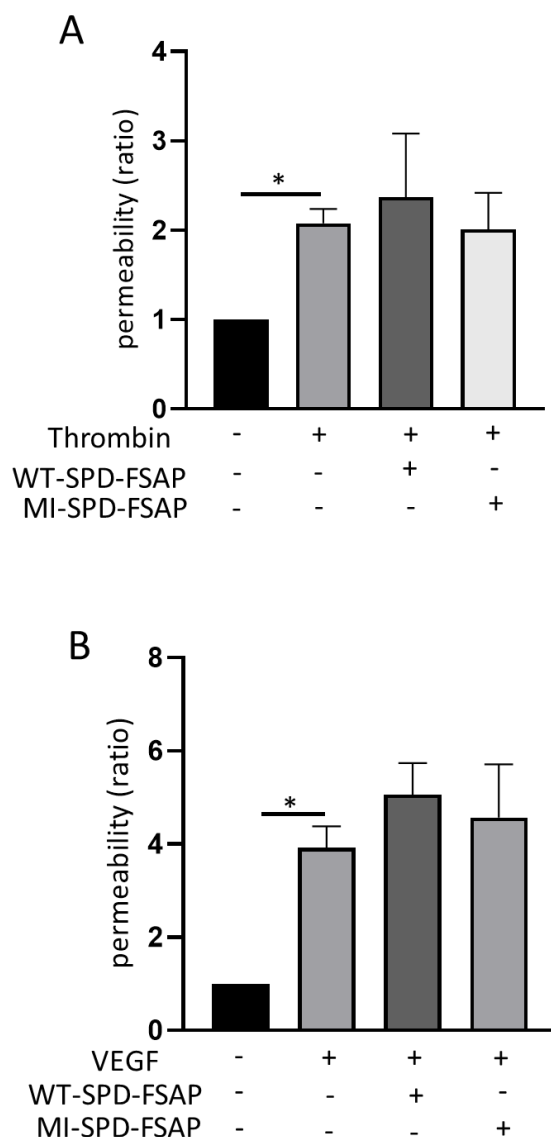 A
permeability (ratio)
4
3
2
1
0
*
Thrombin - + + +
WT-SPD-FSAP - - + -
MI-SPD-FSAP - - - +
B
permeability (ratio)
8
6
4
2
0
*
VEGF - + + +
WT-SPD-FSAP - - + -
MI-SPD-FSAP - - - +